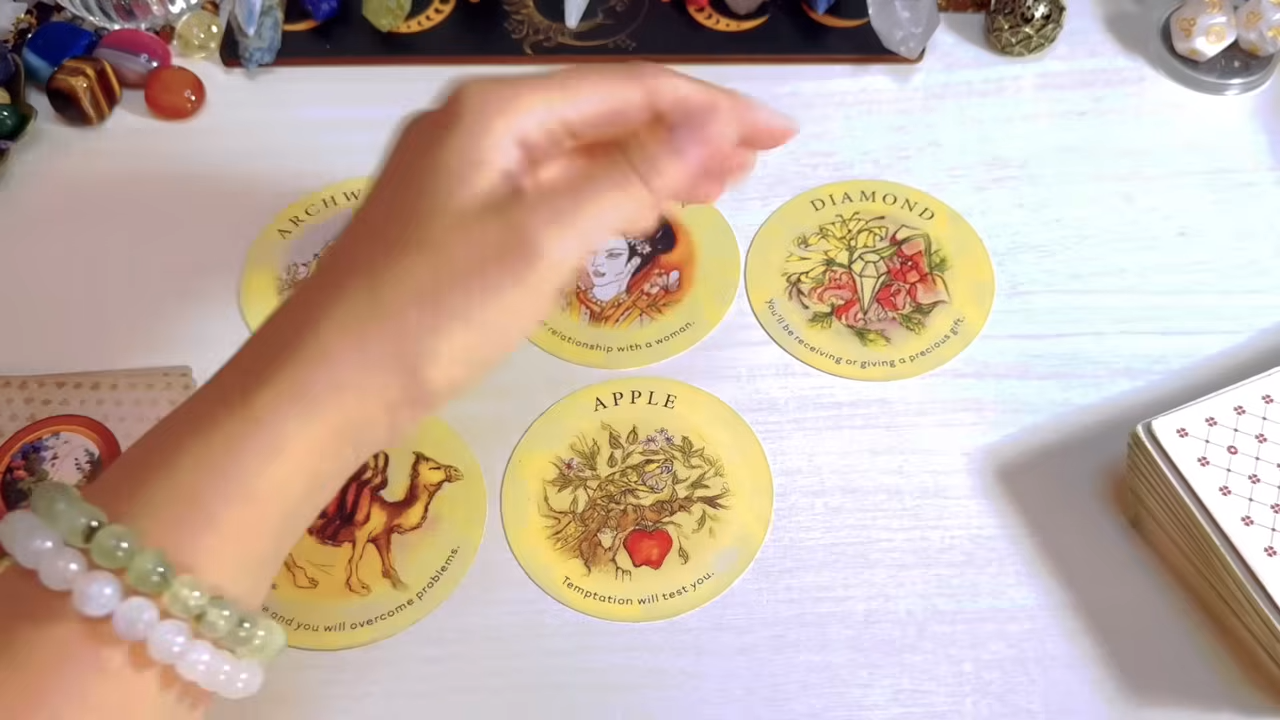 ARCHW
DIAMOND
relationship with a woman.
You'll be receiving or giving a precious gift.
APPLE
and you will overcome problems.
Temptation will test you.